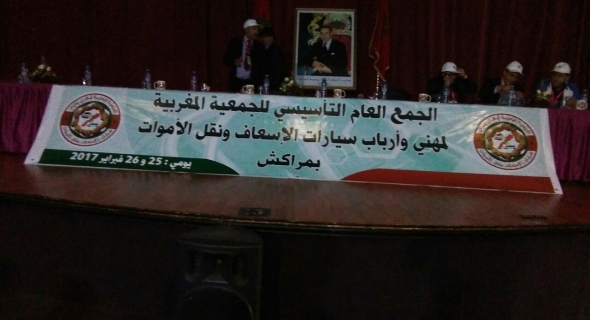 الجمع العام التأسيسي للجمعية المغربية
لمهني وأرباب سيارات الإسعاف ونقل الأموات
بمراكش
يومي : 25 و 26 فبراير 2017